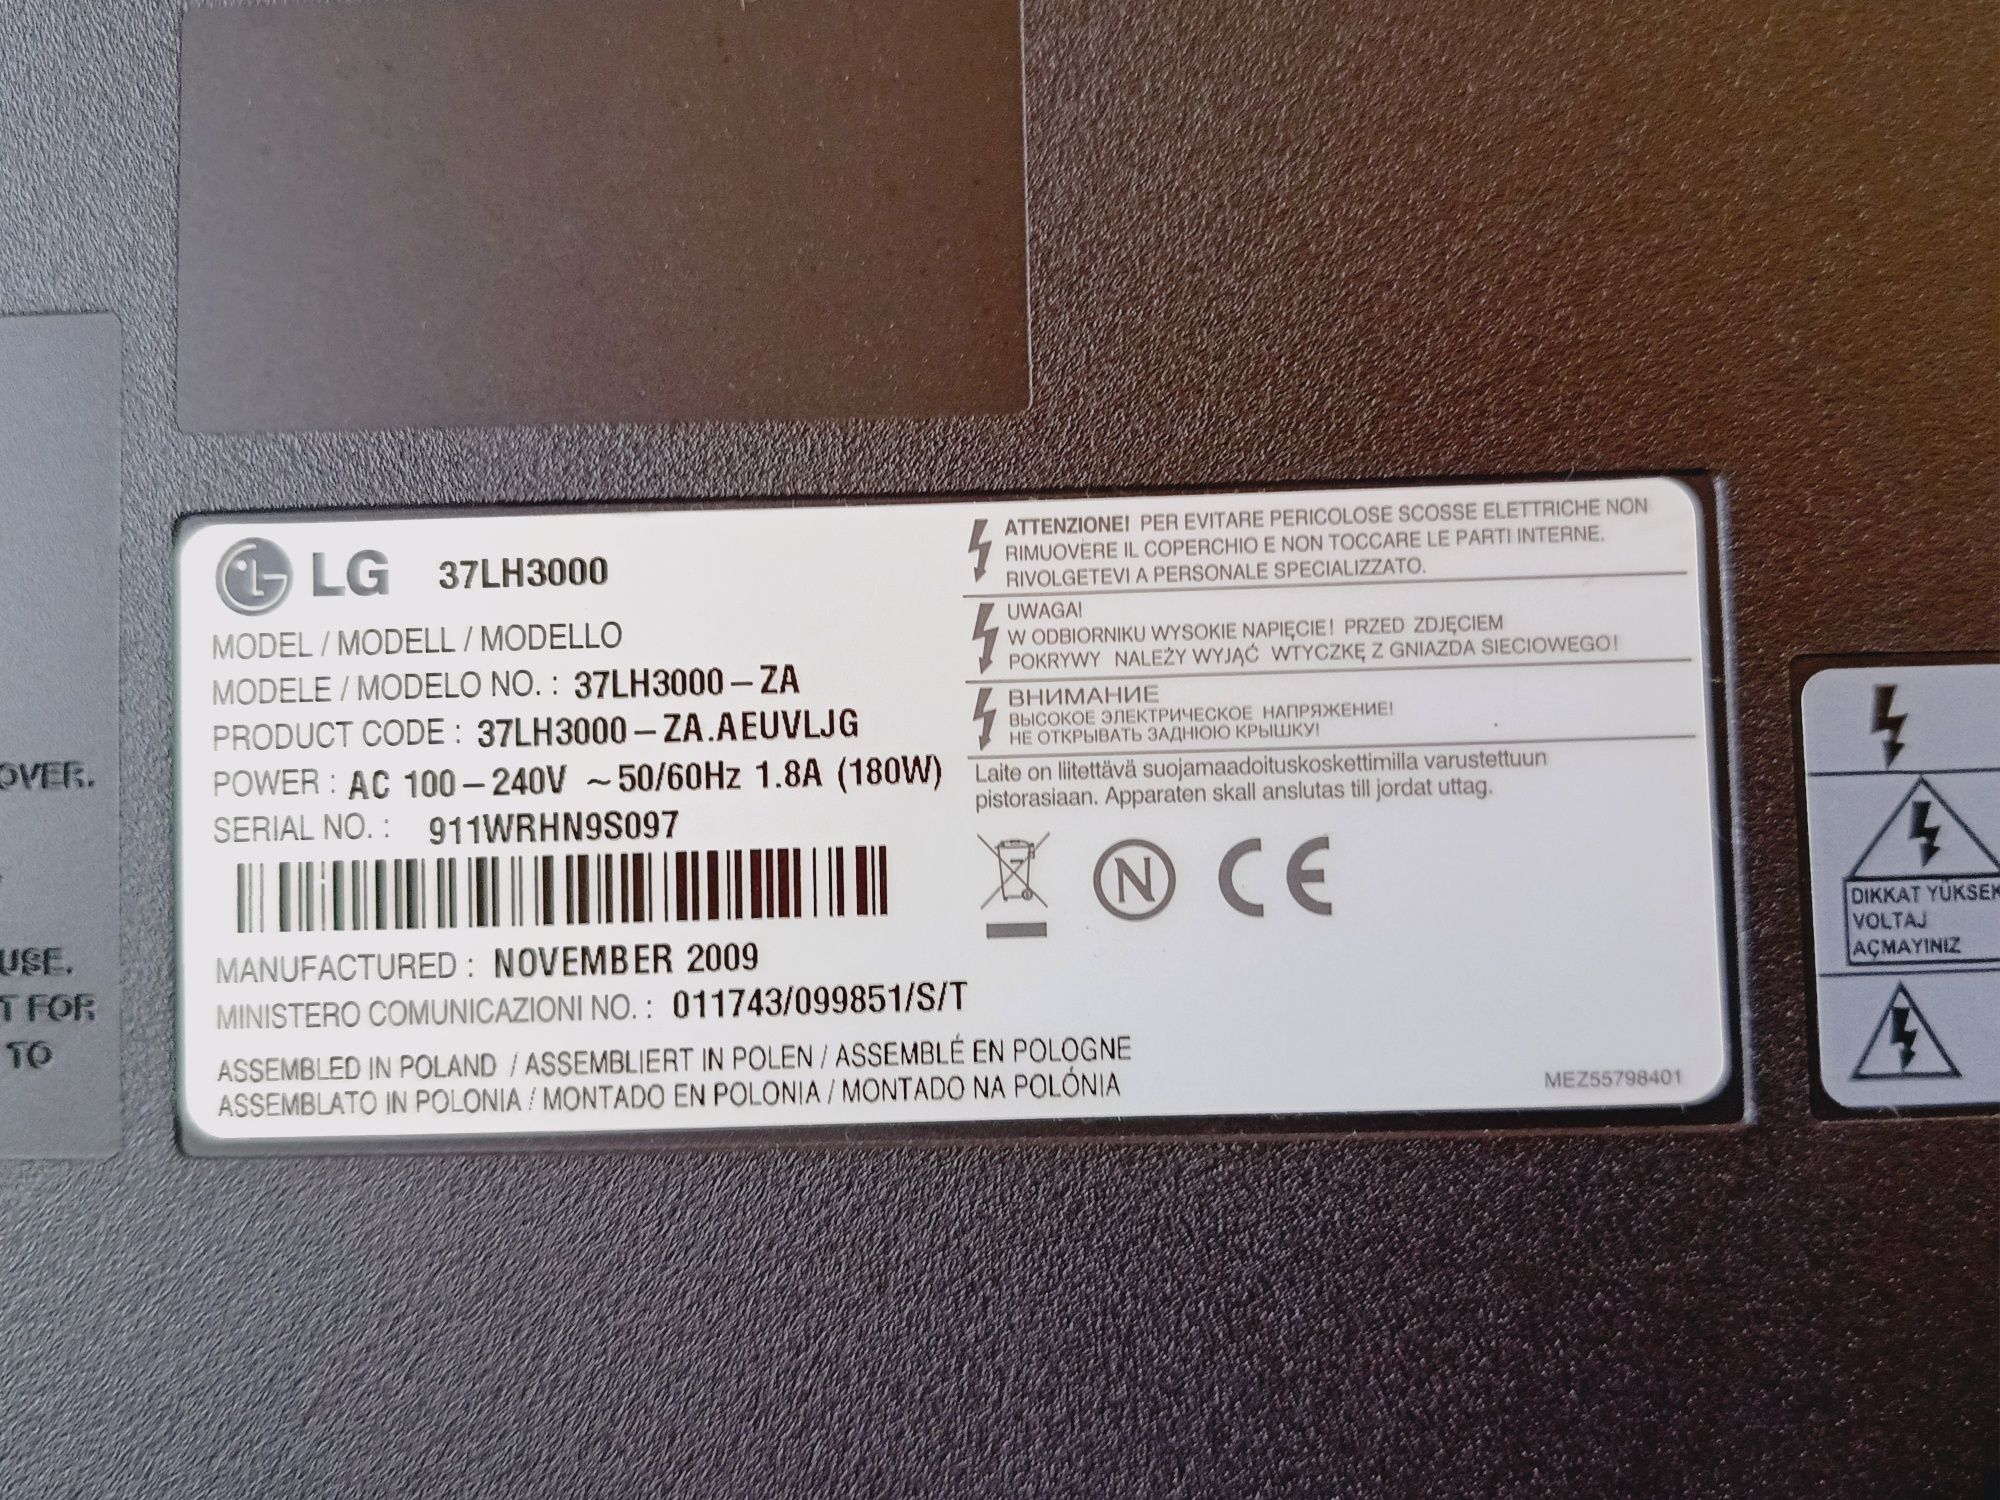 OVER.
USE.
T FOR
TO
LG 37LH3000
MODEL / MODELL / MODELLO
MODELE / MODELO NO. : 37LH3000-ZA
PRODUCT CODE : 37LH3000-ZA.AEUVLJG
POWER : AC 100-240V ~50/60Hz 1.8A (180W)
SERIAL NO. : 911WRHN9S097
MANUFACTURED : NOVEMBER 2009
MINISTERO COMUNICAZIONI NO. : 011743/099851/S/T
ASSEMBLED IN POLAND / ASSEMBLIERT IN POLEN / ASSEMBLÉ EN POLOGNE
ASSEMBLATO IN POLONIA / MONTADO EN POLONIA / MONTADO NA POLÓNIA
ATTENZIONE! PER EVITARE PERICOLOSE SCOSSE ELETTRICHE NON
RIMUOVERE IL COPERCHIO E NON TOCCARE LE PARTI INTERNE.
RIVOLGETEVI A PERSONALE SPECIALIZZATO.
UWAGA!
W ODBIORNIKU WYSOKIE NAPIĘCIE! PRZED ZDJĘCIEM
POKRYWY NALEŻY WYJĄĆ WTYCZKĘ Z GNIAZDA SIECIOWEGO!
ВНИМАНИЕ
ВЫСОКОЕ ЭЛЕКТРИЧЕСКОЕ НАПРЯЖЕНИЕ!
НЕ ОТКРЫВАТЬ ЗАДНЮЮ КРЫШКУ!
Laite on liitettävä suojamaadoituskoskettimilla varustettuun
pistorasiaan. Apparaten skall anslutas till jordat uttag.
N CE
MEZ55798401
DIKKAT YÜKSEK
VOLTAJ
AÇMAYINIZ